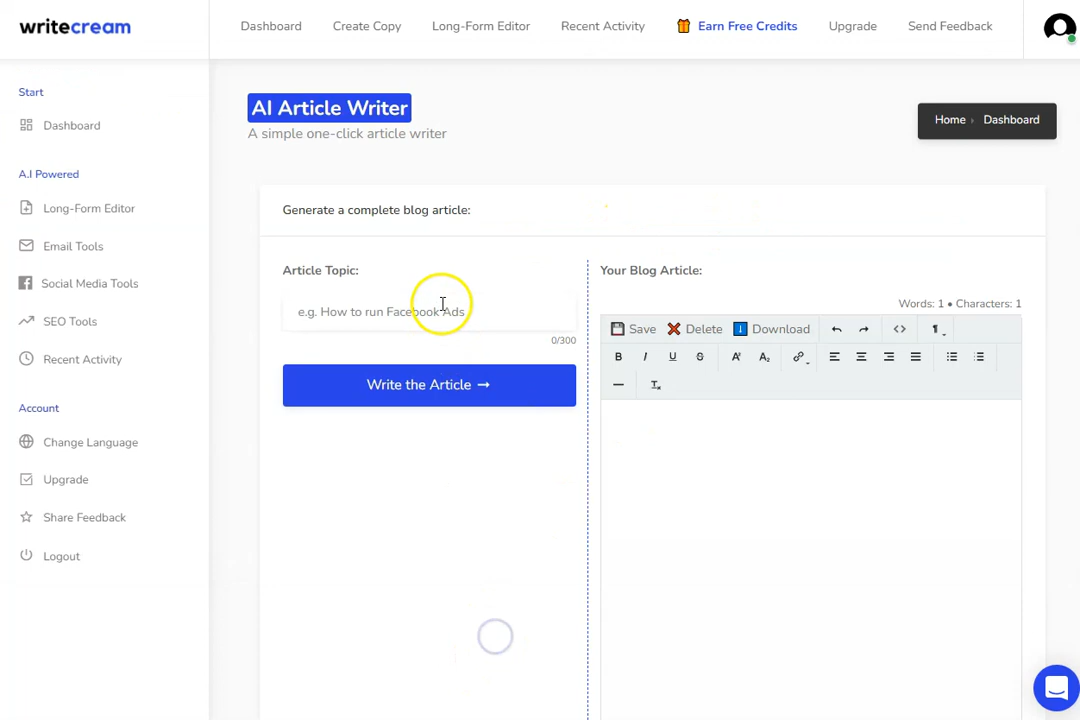 writecream
Dashboard
Create Copy
Long-Form Editor
Recent Activity
Earn Free Credits
Upgrade
Send Feedback
Start
Dashboard
A.I Powered
Long-Form Editor
Email Tools
Social Media Tools
SEO Tools
Recent Activity
Account
Change Language
Upgrade
Share Feedback
Logout
AI Article Writer
A simple one-click article writer
Home › Dashboard
Generate a complete blog article:
Article Topic:
e.g. How to run Facebook Ads
0/300
Write the Article →
Your Blog Article:
Words: 1 • Characters: 1
Save Delete Download